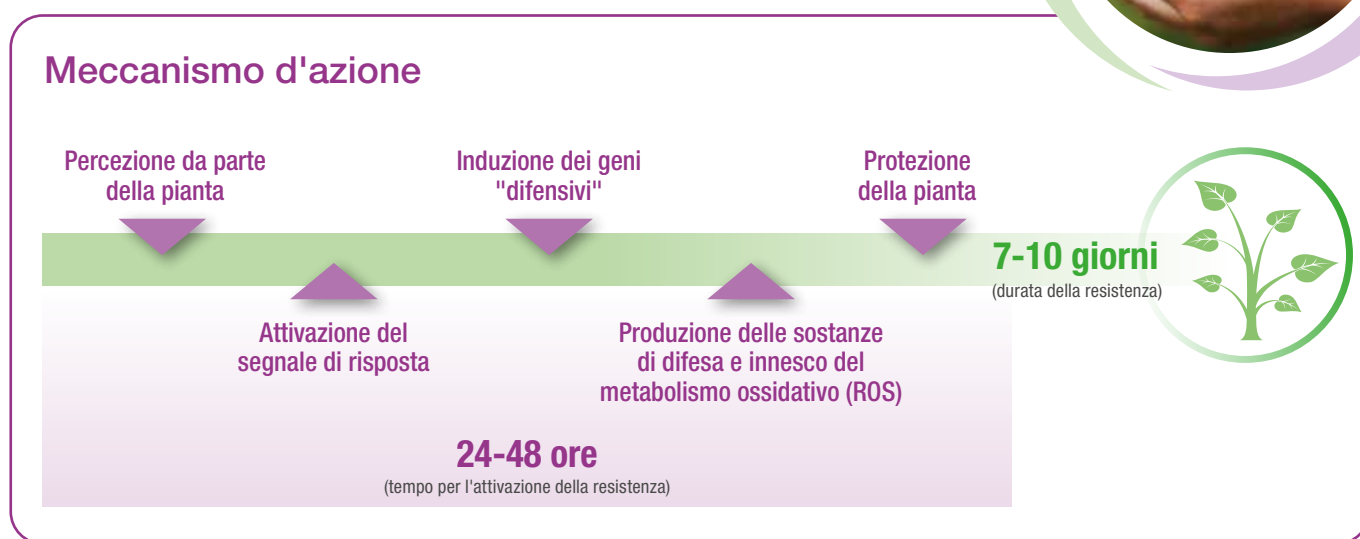 Meccanismo d'azione
Percezione da parte
della pianta
Induzione dei geni
"difensivi"
Protezione
della pianta
7-10 giorni
(durata della resistenza)
Attivazione del
segnale di risposta
Produzione delle sostanze
di difesa e innesco del
metabolismo ossidativo (ROS)
24-48 ore
(tempo per l'attivazione della resistenza)